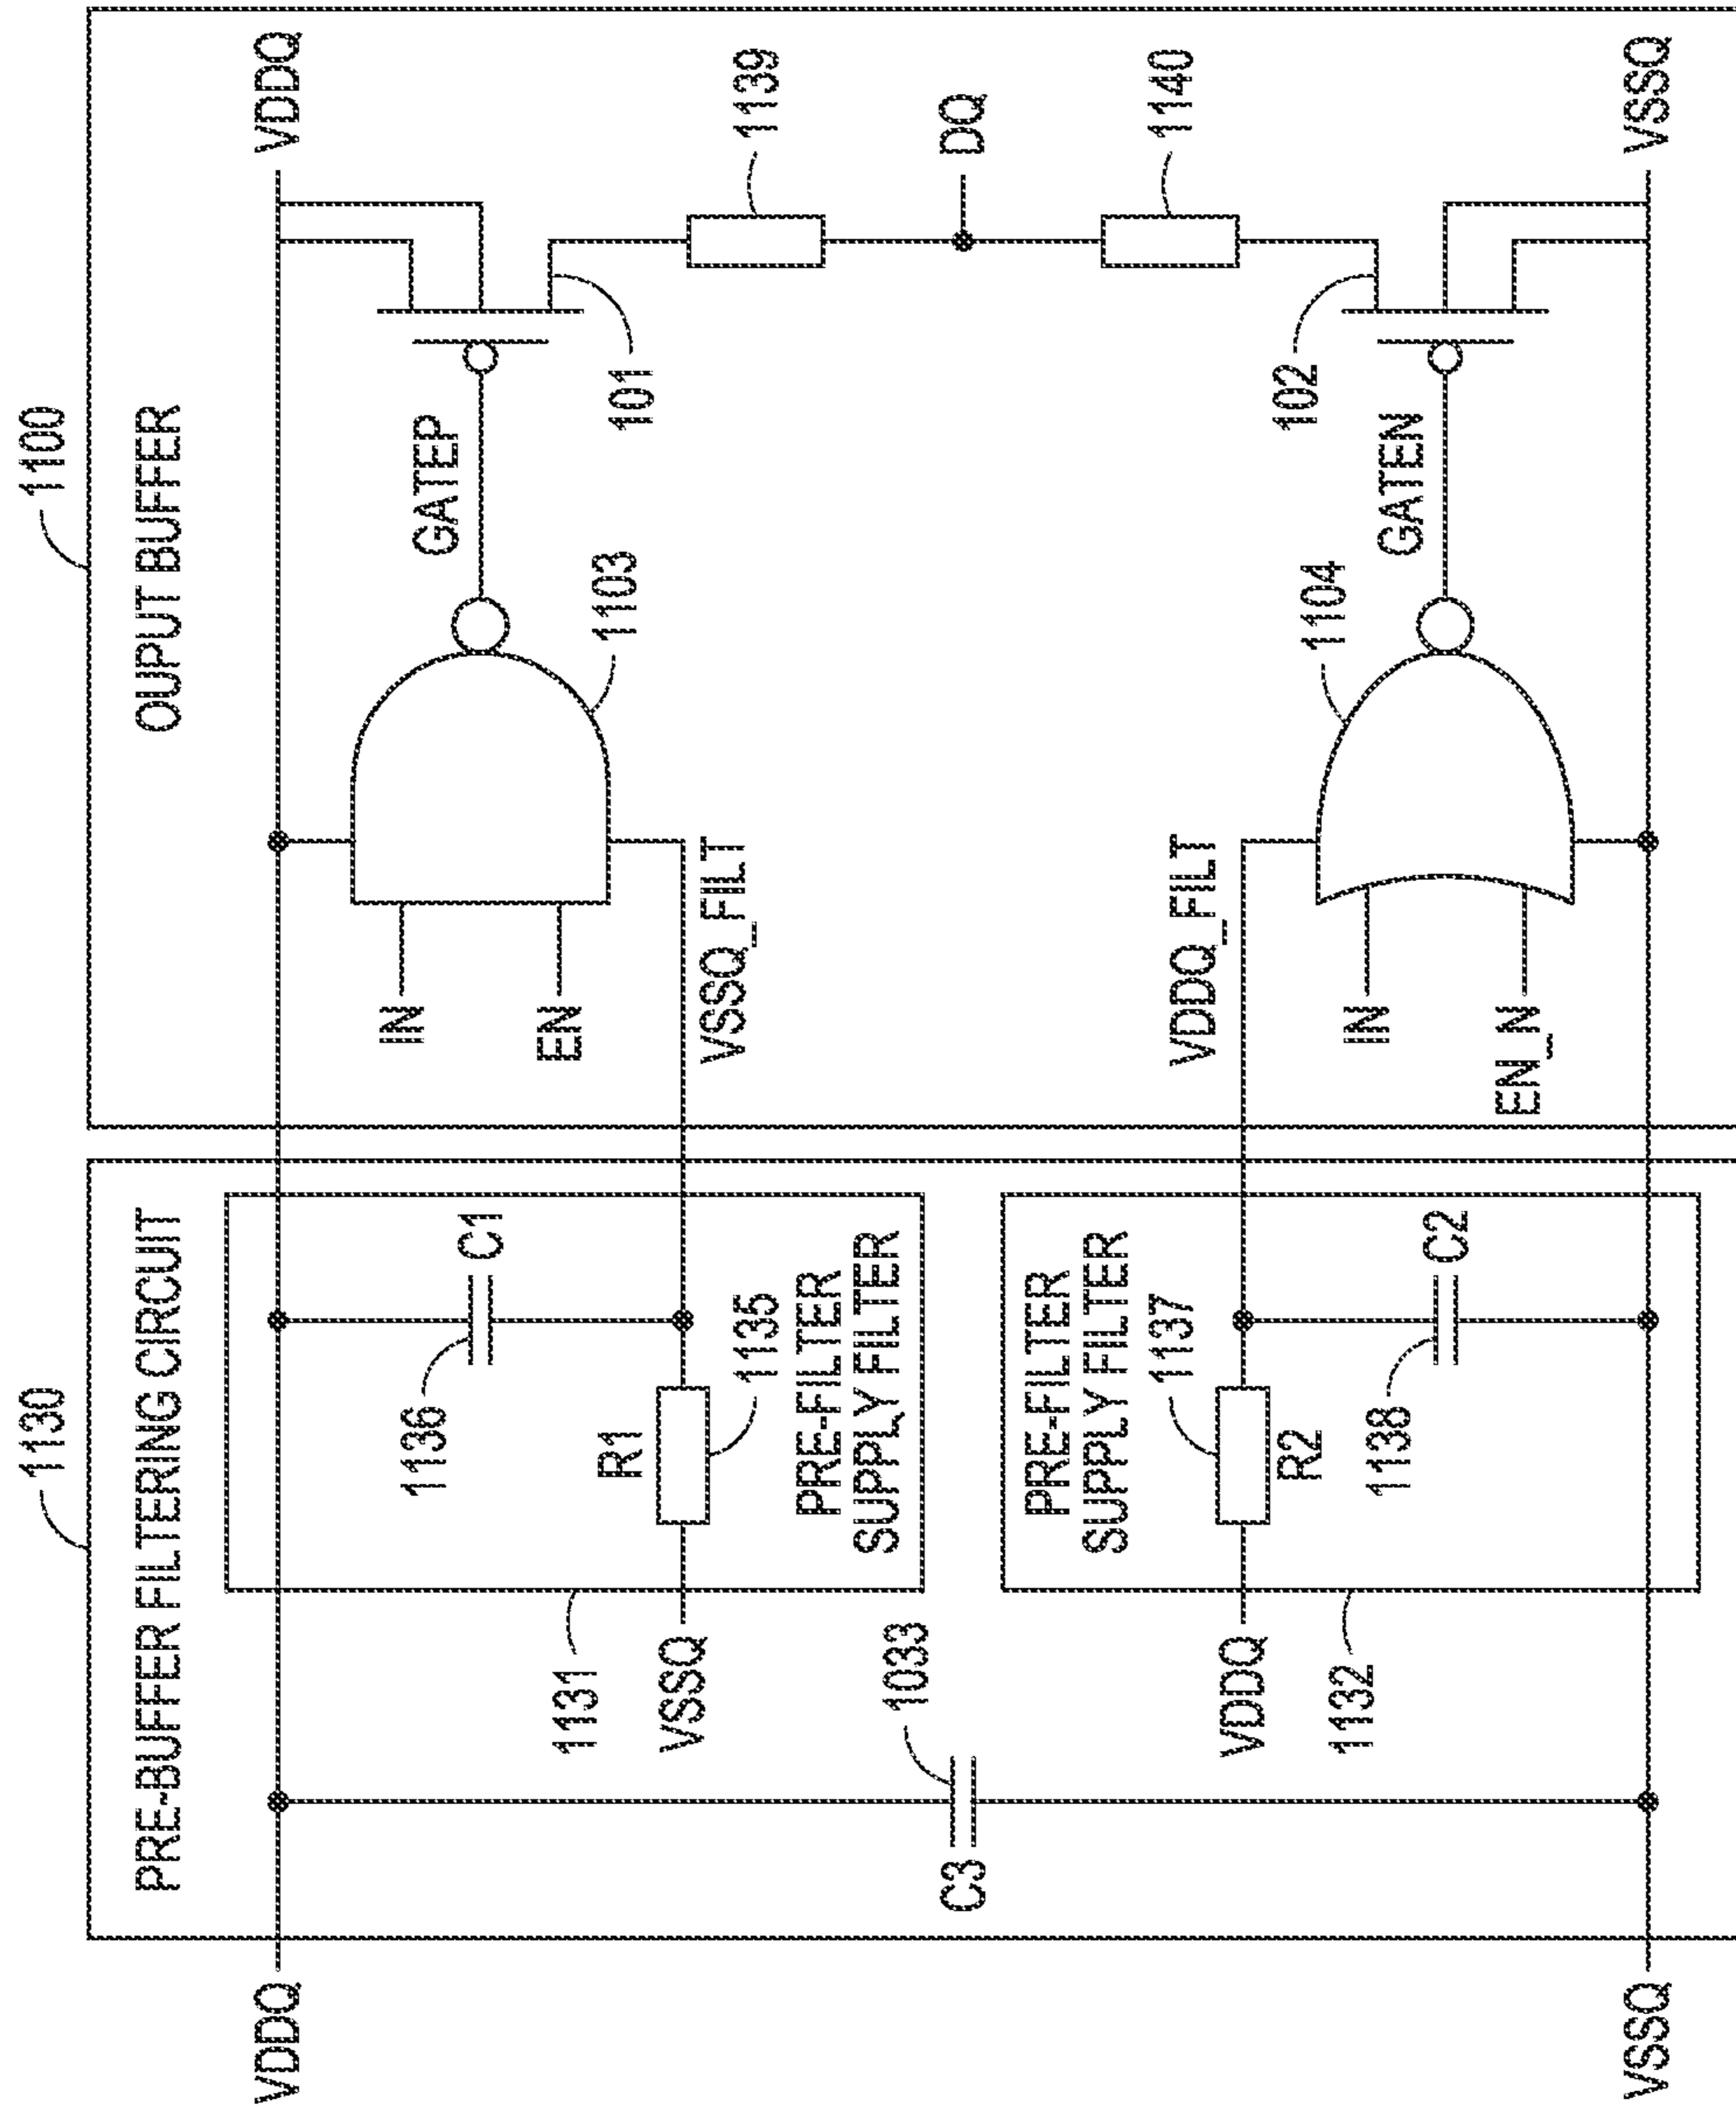 1130
1100
PRE-BUFFER FILTERING CIRCUIT
OUPUT BUFFER
VDDQ
VDDQ
1136
C1
R1
1135
PRE-FILTER
SUPPLY FILTER
1131
VSSQ
IN
EN
VSSQ_FILT
1103
GATEP
101
1139
C3
1033
DQ
PRE-FILTER
SUPPLY FILTER
1137
R2
VDDQ
1132
1138
C2
VDDQ_FILT
IN
EN_N
1104
GATEN
102
1140
VSSQ
VSSQ